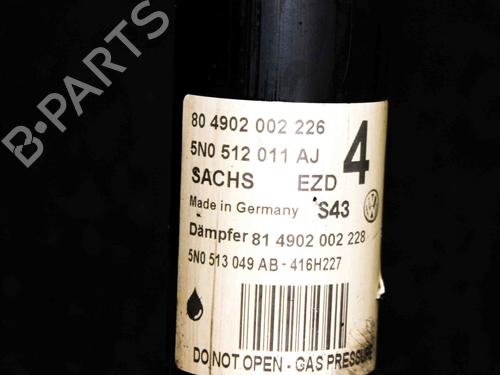 B-PARTS
80 4902 002 226
5N0 512 011 AJ
4
SACHS EZD
Made in Germany S43
Dämpfer 81 4902 002 228
5N0 513 049 AB - 416H227
DO NOT OPEN - GAS PRESSURE